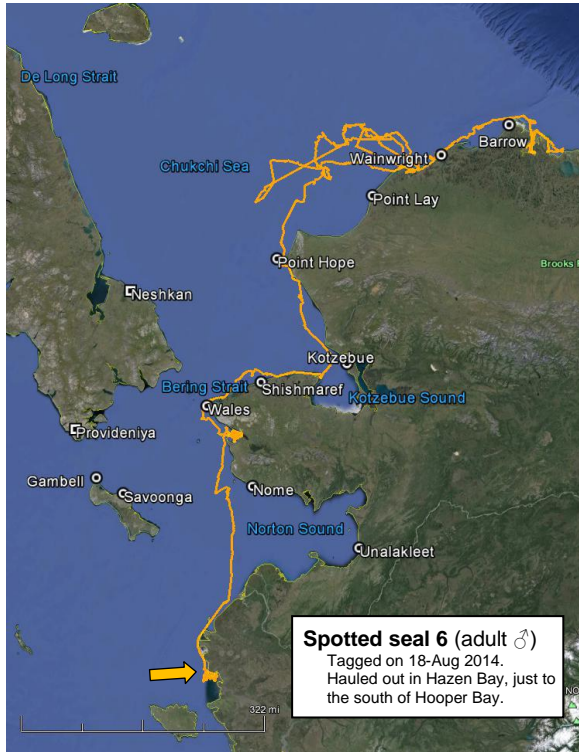 De Long Strait
Barrow
Wainwright
Chukchi Sea
Point Lay
Point Hope
Brooks
Neshkan
Kotzebue
Bering Strait
Shishmaref
Kotzebue Sound
Wales
Provideniya
Gambell
Savoonga
Nome
Norton Sound
Unalakleet
Spotted seal 6 (adult ♂)
Tagged on 18-Aug 2014.
Hauled out in Hazen Bay, just to
the south of Hooper Bay.
322 mi